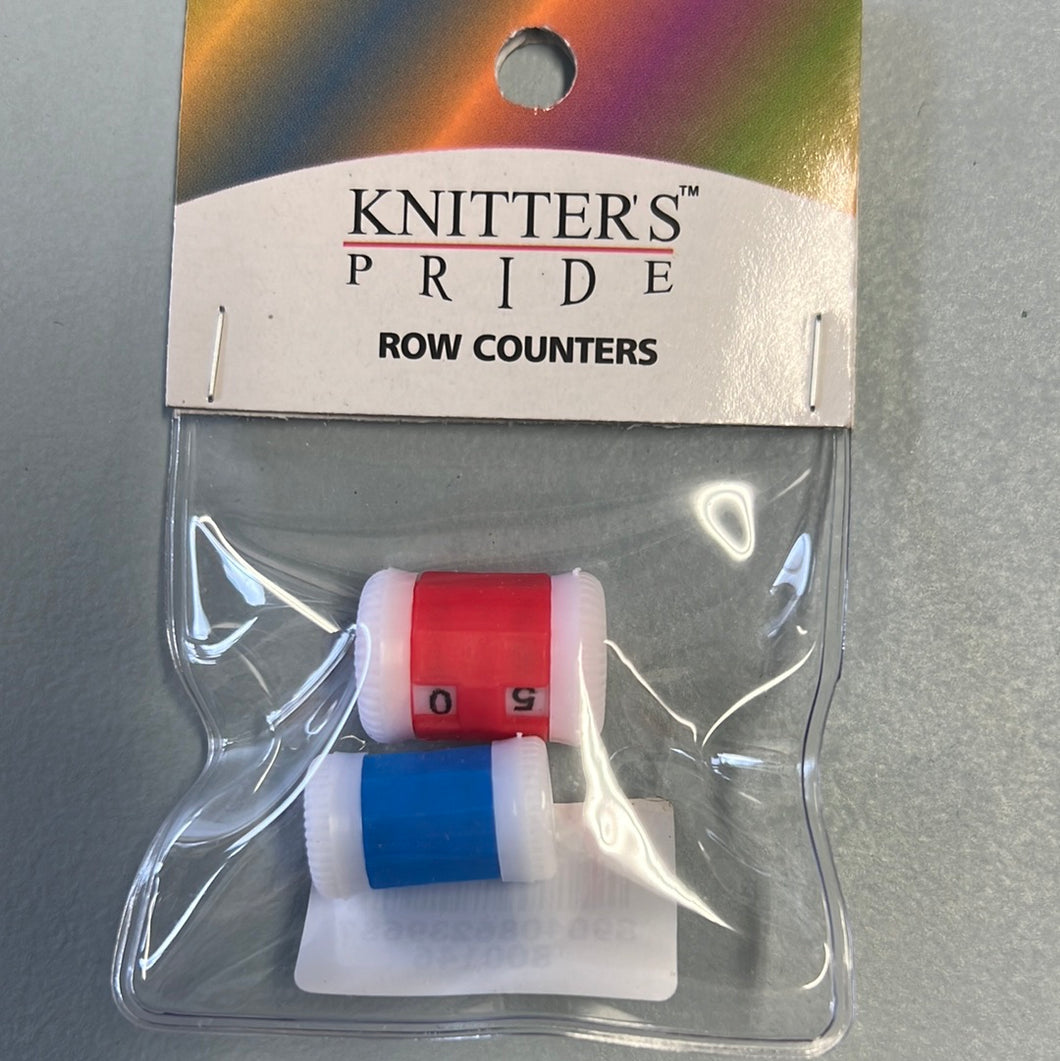 KNITTER'S™
PRIDE
ROW COUNTERS
0 5